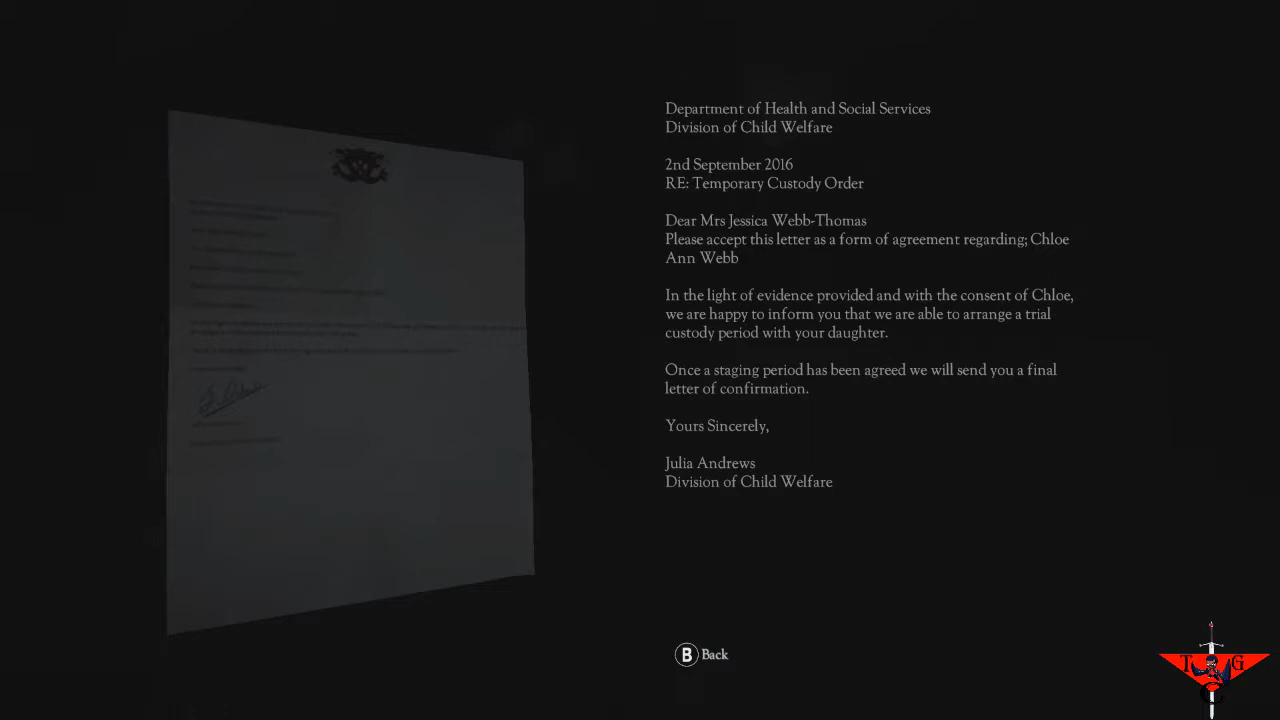 Department of Health and Social Services
Division of Child Welfare
2nd September 2016
RE: Temporary Custody Order
Dear Mrs Jessica Webb-Thomas
Please accept this letter as a form of agreement regarding; Chloe
Ann Webb
In the light of evidence provided and with the consent of Chloe,
we are happy to inform you that we are able to arrange a trial
custody period with your daughter.
Once a staging period has been agreed we will send you a final
letter of confirmation.
Yours Sincerely,
Julia Andrews
Division of Child Welfare
B Back
T G
C